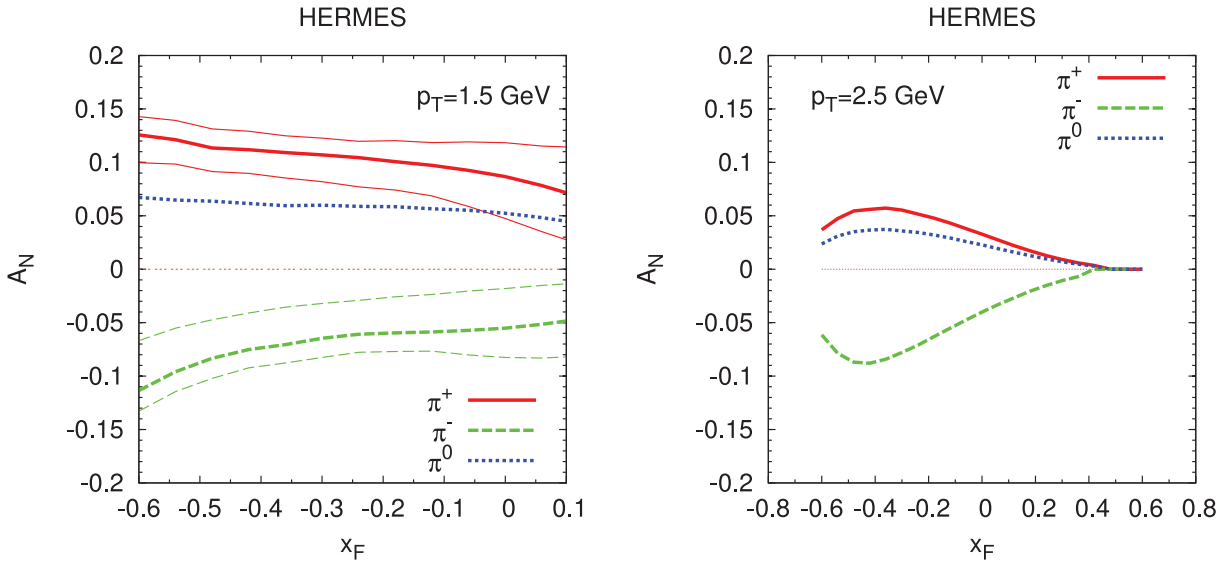 HERMES
0.2
0.15
0.1
0.05
0
-0.05
-0.1
-0.15
-0.2
A_N
p_T=1.5 GeV
π^+
π^-
π^0
-0.6 -0.5 -0.4 -0.3 -0.2 -0.1 0 0.1
x_F
HERMES
0.2
0.15
0.1
0.05
0
-0.05
-0.1
-0.15
-0.2
A_N
p_T=2.5 GeV
π^+
π^-
π^0
-0.8 -0.6 -0.4 -0.2 0 0.2 0.4 0.6 0.8
x_F